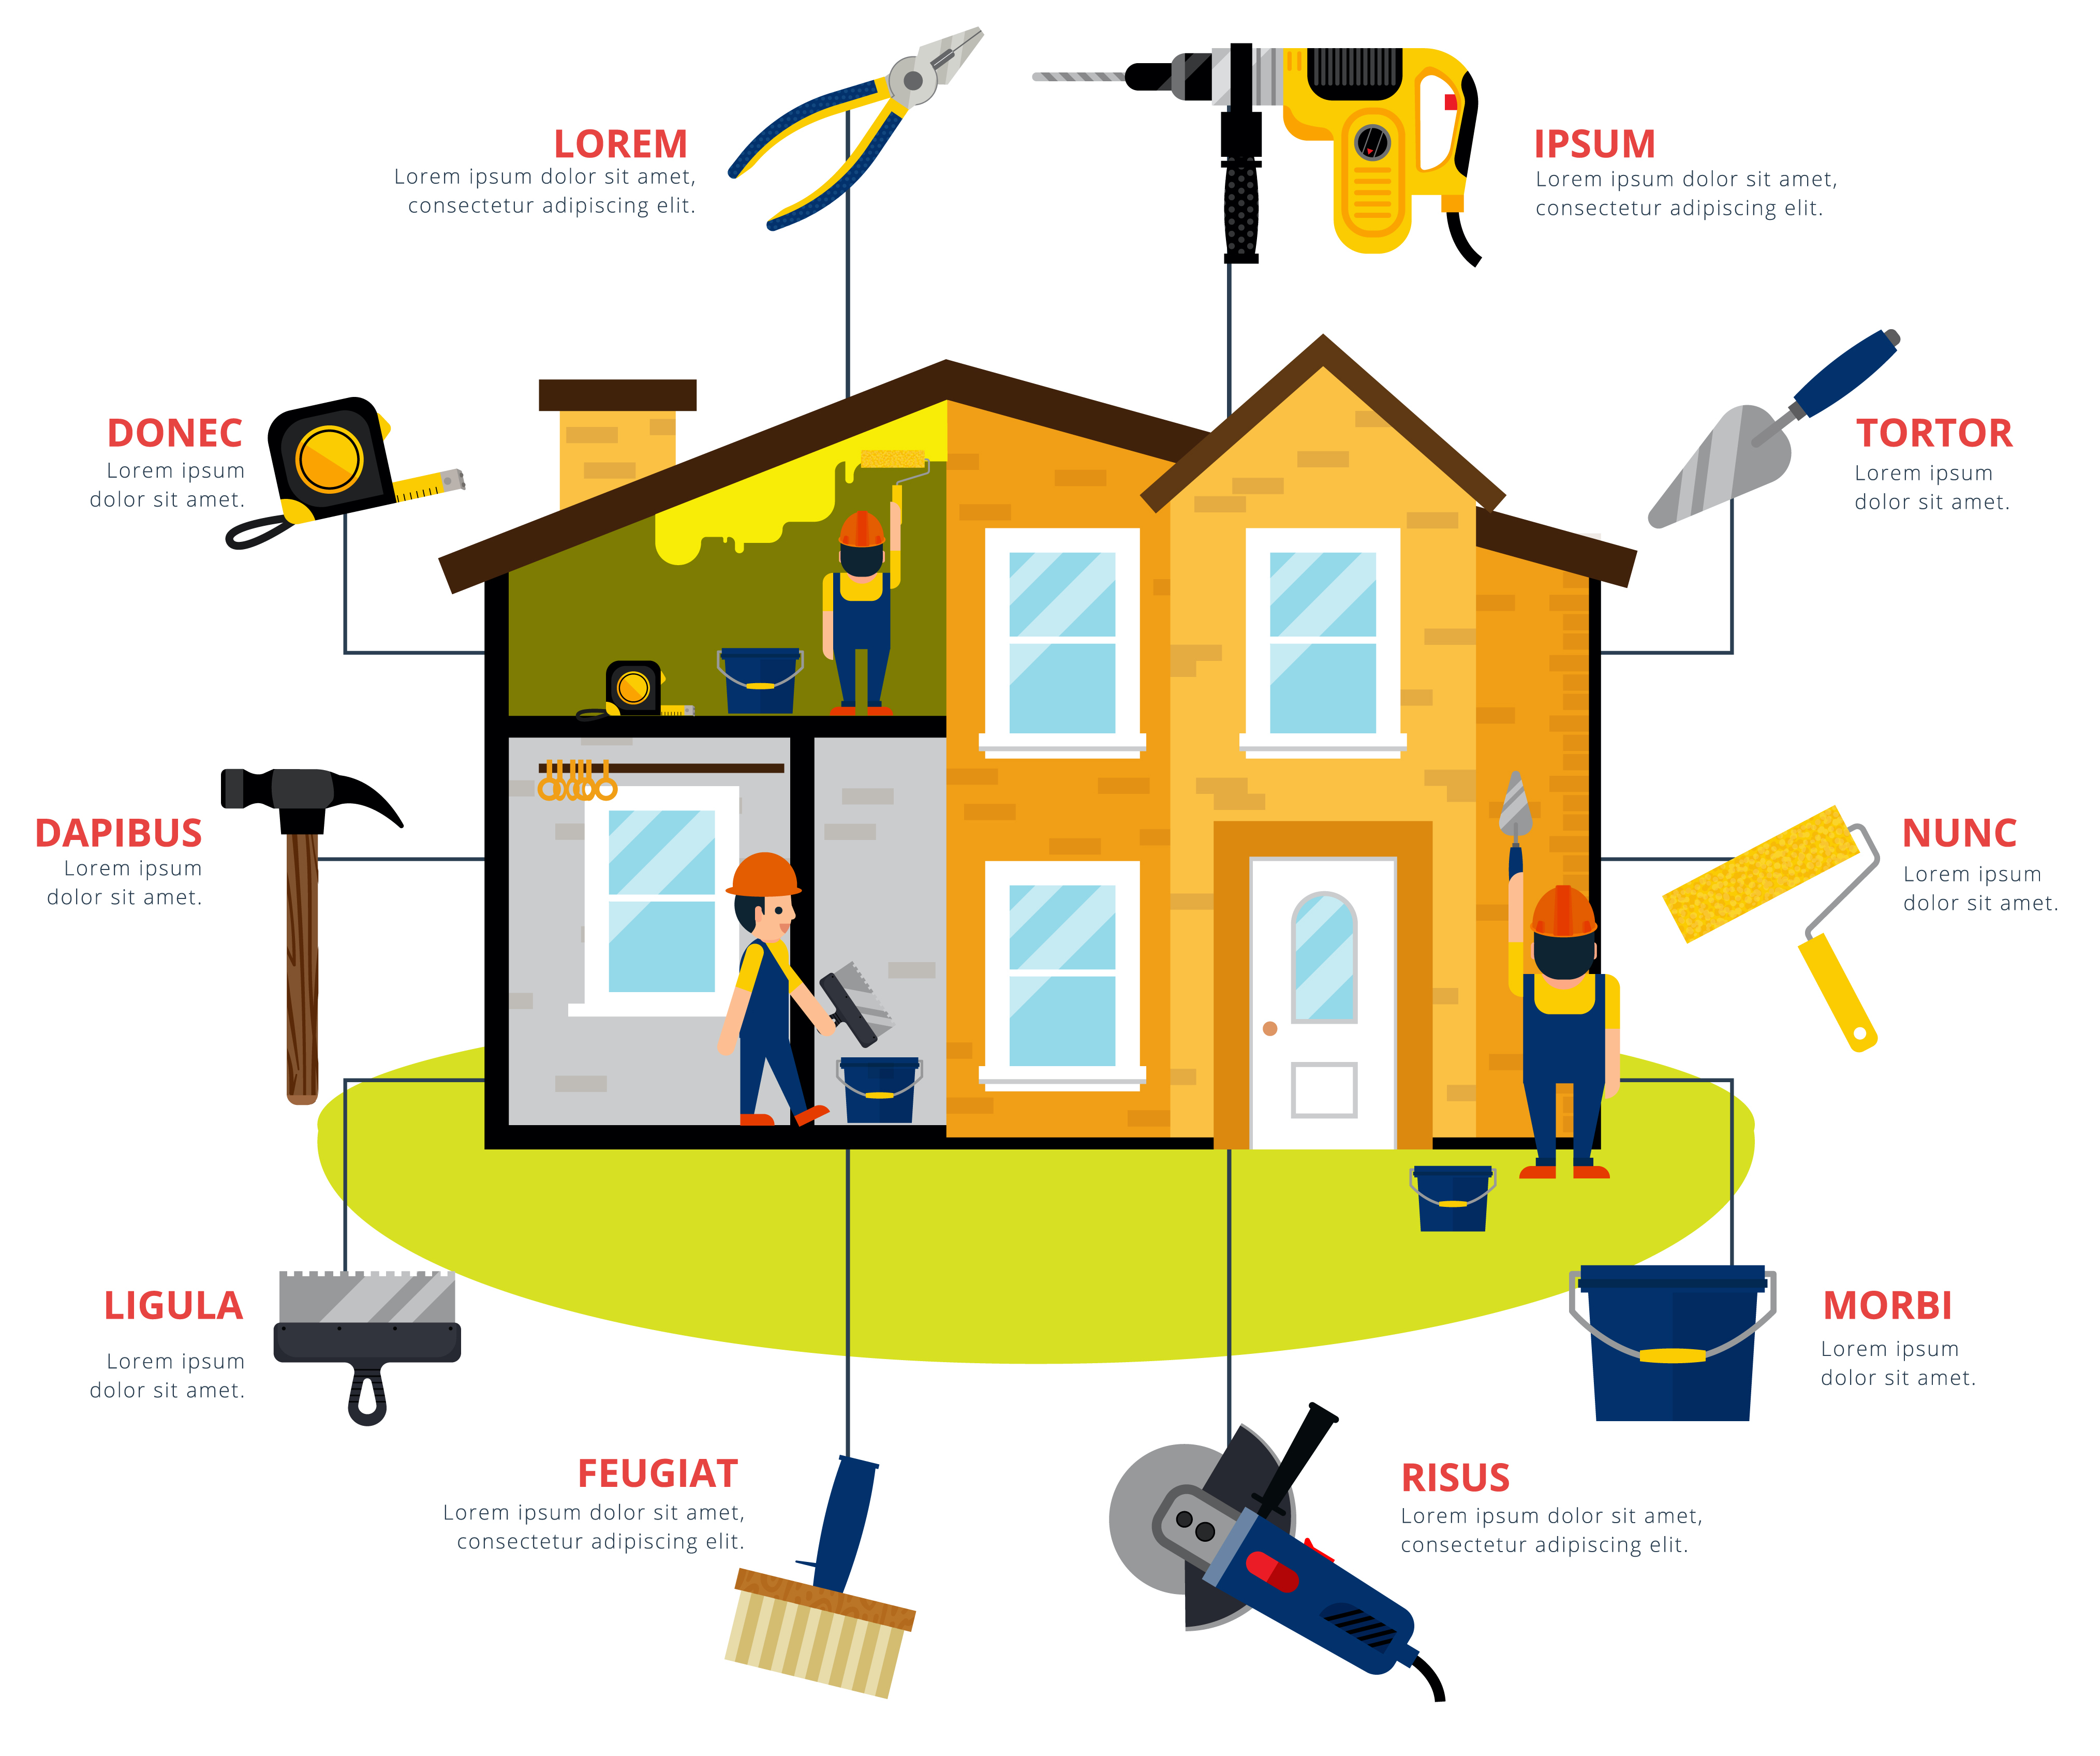 LOREM
Lorem ipsum dolor sit amet,
consectetur adipiscing elit.
IPSUM
Lorem ipsum dolor sit amet,
consectetur adipiscing elit.
DONEC
Lorem ipsum
dolor sit amet.
TORTOR
Lorem ipsum
dolor sit amet.
DAPIBUS
Lorem ipsum
dolor sit amet.
NUNC
Lorem ipsum
dolor sit amet.
LIGULA
Lorem ipsum
dolor sit amet.
MORBI
Lorem ipsum
dolor sit amet.
FEUGIAT
Lorem ipsum dolor sit amet,
consectetur adipiscing elit.
RISUS
Lorem ipsum dolor sit amet,
consectetur adipiscing elit.